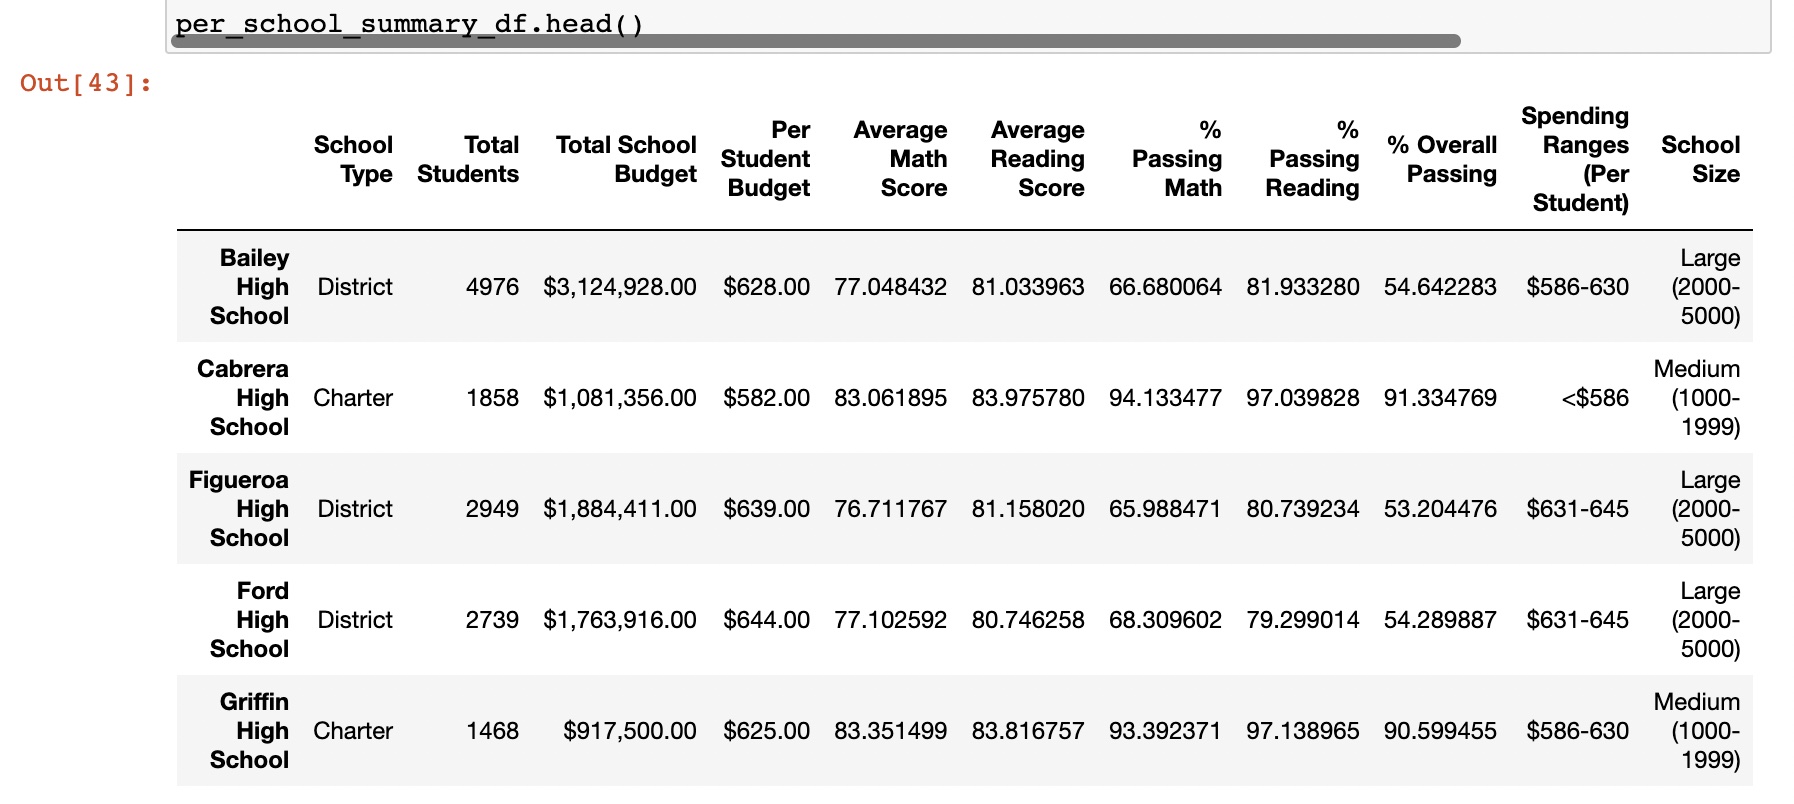 per_school_summary_df.head()
Out[43]:
School Type Total Students Total School Budget Per Student Budget Average Math Score Average Reading Score % Passing Math % Passing Reading % Overall Passing Spending Ranges (Per Student) School Size
Bailey High School District 4976 $3,124,928.00 $628.00 77.048432 81.033963 66.680064 81.933280 54.642283 $586-630 Large (2000-5000)
Cabrera High School Charter 1858 $1,081,356.00 $582.00 83.061895 83.975780 94.133477 97.039828 91.334769 <$586 Medium (1000-1999)
Figueroa High School District 2949 $1,884,411.00 $639.00 76.711767 81.158020 65.988471 80.739234 53.204476 $631-645 Large (2000-5000)
Ford High School District 2739 $1,763,916.00 $644.00 77.102592 80.746258 68.309602 79.299014 54.289887 $631-645 Large (2000-5000)
Griffin High School Charter 1468 $917,500.00 $625.00 83.351499 83.816757 93.392371 97.138965 90.599455 $586-630 Medium (1000-1999)